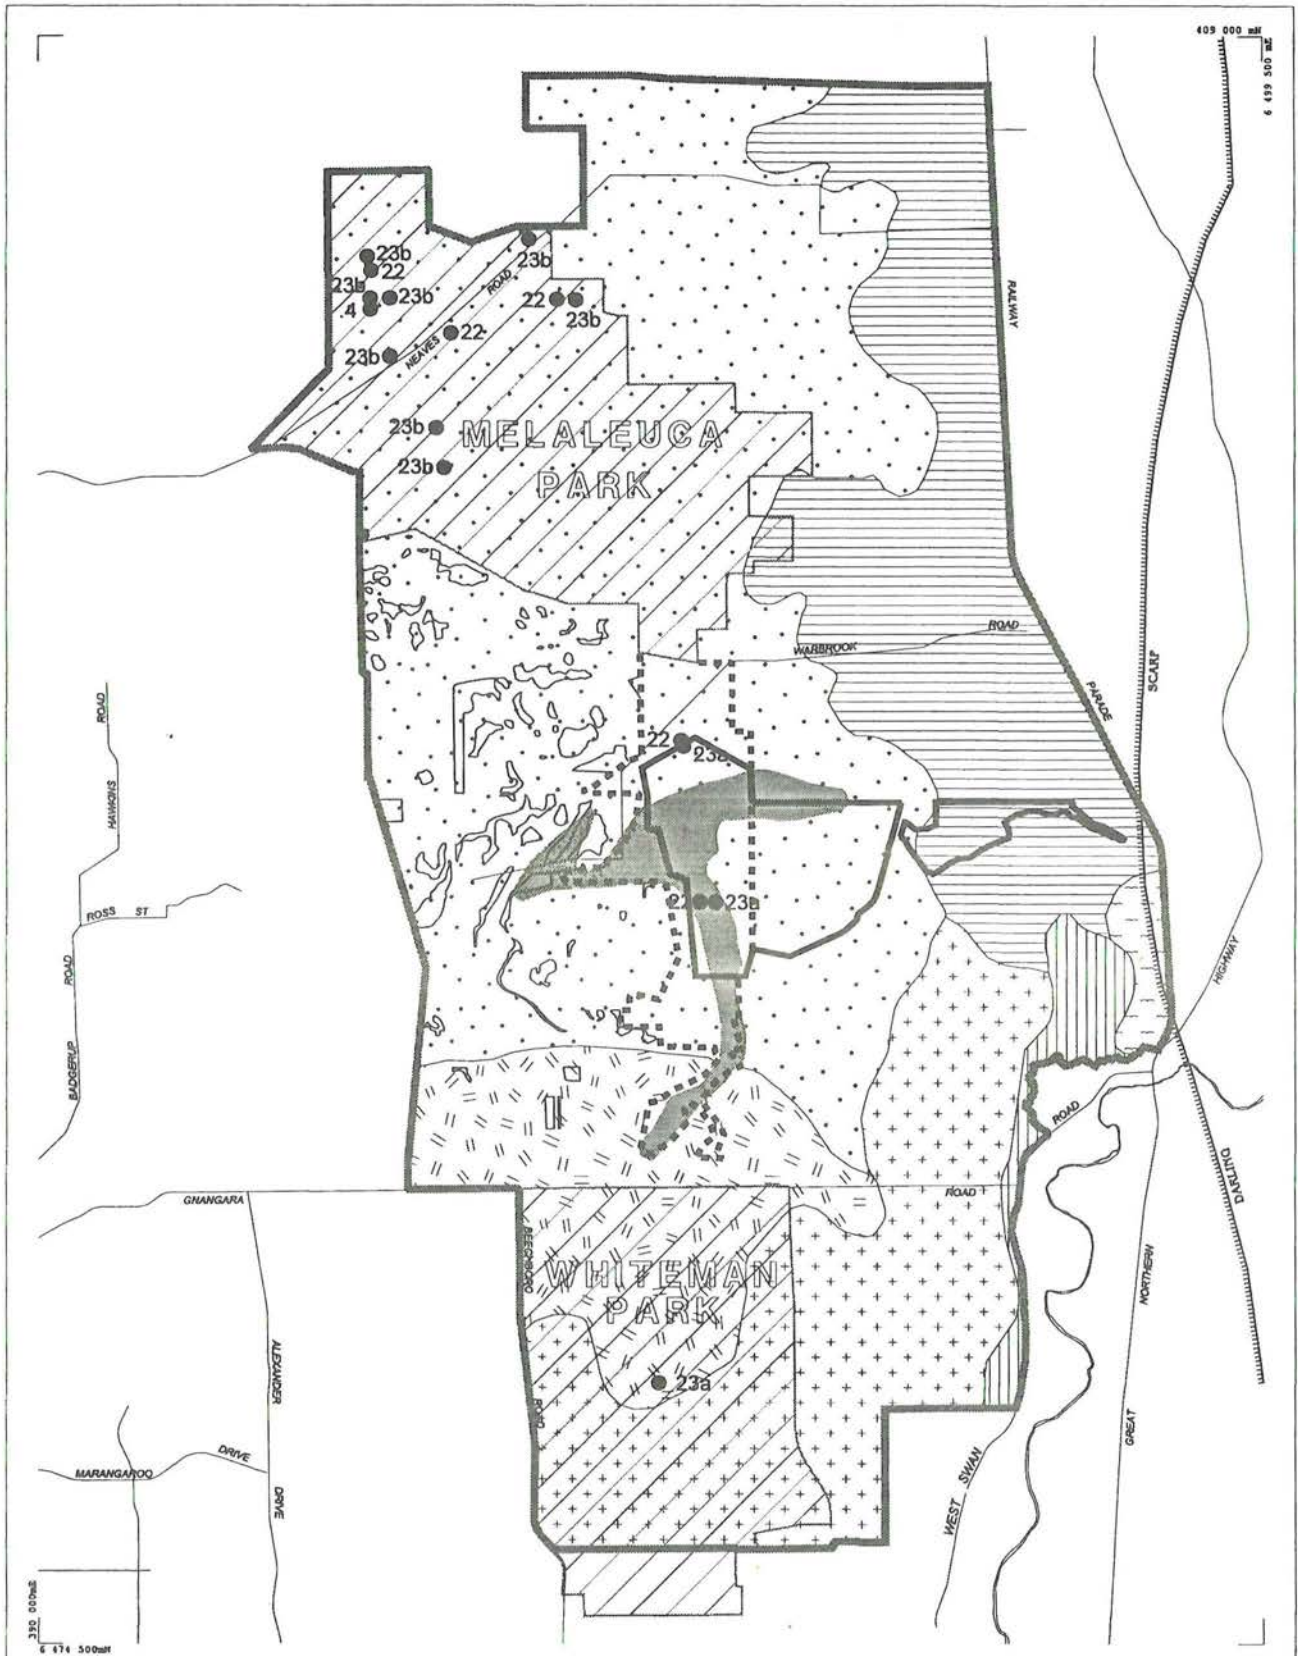 409 000 mH
6 499 500 m
23b
22
23b
23b
4
23b
ROAD
NEAVES
22
23b
22
23b
23b
23b
MELALEUCA
PARK
RAILWAY
ROAD
WARBROOK
SCARP
PARADE
22
23a
ROAD
HAWKINS
ROSS ST
22
23a
ROAD
BADGERUP
HIGHWAY
ROAD
DARLING
GNANGARA
ROAD
BEECHBORO
WHITEMAN
PARK
NORTHERN
23a
ALEXANDER
ROAD
GREAT
MARANGAROO
DRIVE
DRIVE
WEST SWAN
390 000mE
6 474 500mN